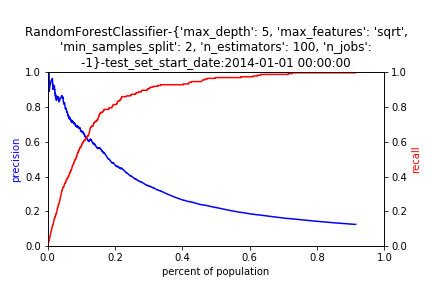 RandomForestClassifier-{'max_depth': 5, 'max_features': 'sqrt',
'min_samples_split': 2, 'n_estimators': 100, 'n_jobs':
-1}-test_set_start_date:2014-01-01 00:00:00
1.0
0.8
0.6
0.4
0.2
0.0
precision
1.0
0.8
0.6
0.4
0.2
0.0
recall
0.0 0.2 0.4 0.6 0.8 1.0
percent of population